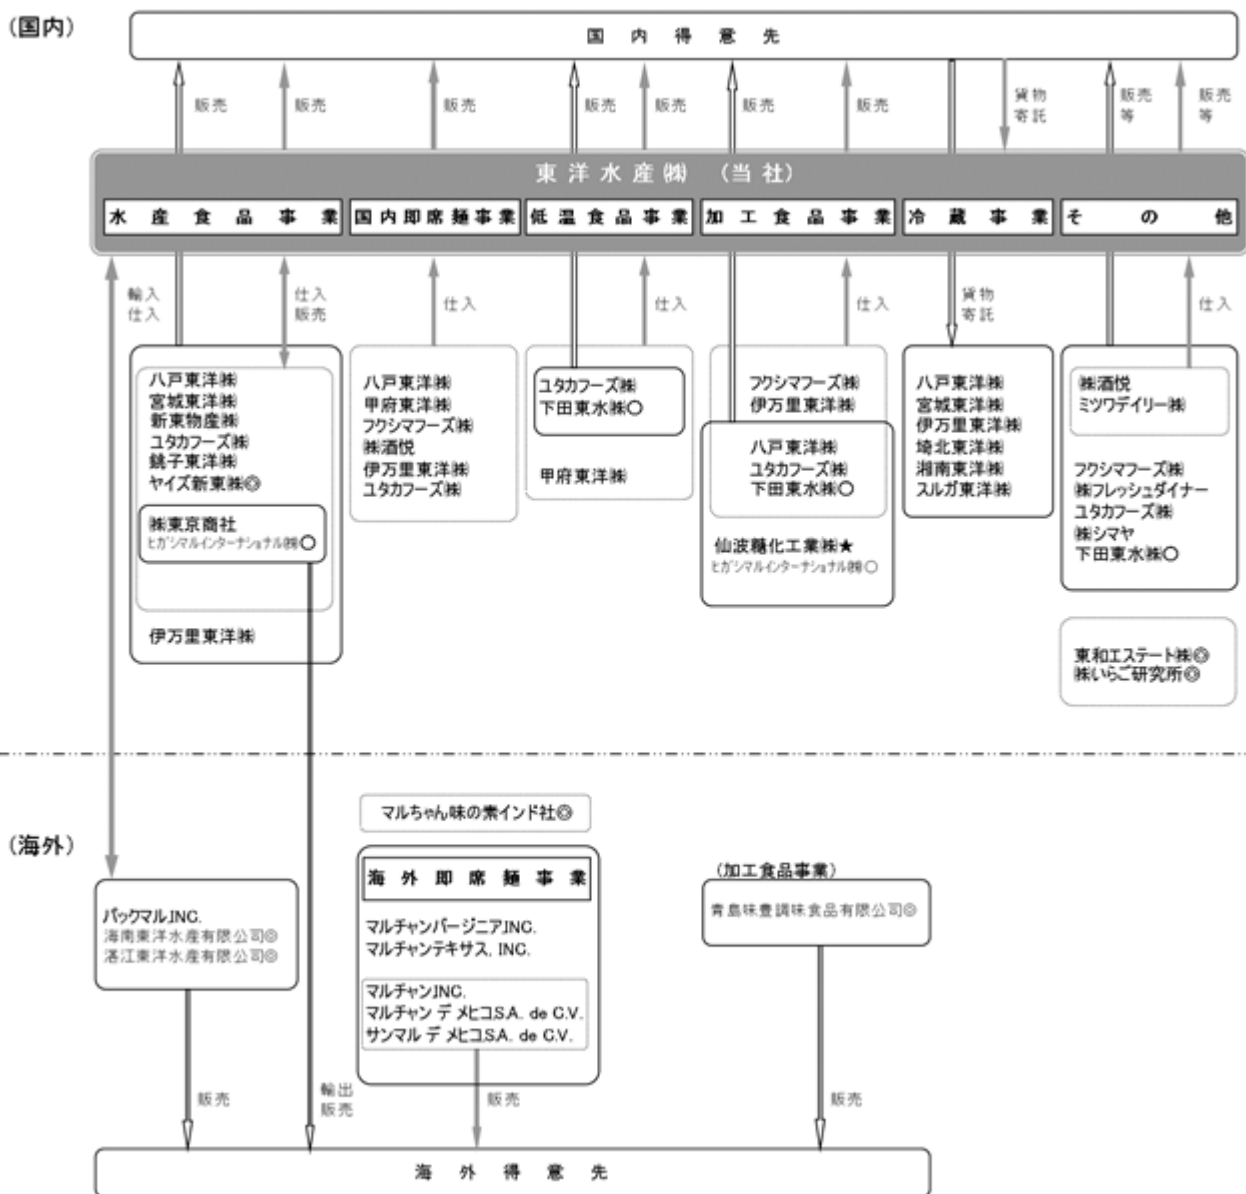 (国内)
国内得意先
販売
販売
販売
販売
販売
販売
販売
貨物
寄託
販売
等
販売
等
東洋水産㈱ (当社)
水産食品事業
国内即席麺事業
低温食品事業
加工食品事業
冷蔵事業
その他
輸入
仕入
仕入
販売
仕入
仕入
仕入
貨物
寄託
仕入
八戸東洋㈱
宮城東洋㈱
新東物産㈱
ユタカフーズ㈱
銚子東洋㈱
ヤイズ新東㈱◎
㈱東京商社
ヒガシマルインターナショナル㈱○
伊万里東洋㈱
八戸東洋㈱
甲府東洋㈱
フクシマフーズ㈱
㈱酒悦
伊万里東洋㈱
ユタカフーズ㈱
ユタカフーズ㈱
下田東水㈱○
甲府東洋㈱
フクシマフーズ㈱
伊万里東洋㈱
八戸東洋㈱
ユタカフーズ㈱
下田東水㈱○
仙波糖化工業㈱★
ヒガシマルインターナショナル㈱○
八戸東洋㈱
宮城東洋㈱
伊万里東洋㈱
埼北東洋㈱
湘南東洋㈱
スルガ東洋㈱
㈱酒悦
ミツワデイリー㈱
フクシマフーズ㈱
㈱フレッシュダイナー
ユタカフーズ㈱
㈱シマヤ
下田東水㈱○
東和エステート㈱◎
㈱いらご研究所◎
(海外)
マルちゃん味の素インド社◎
海外即席麺事業
マルチャンバージニア,INC.
マルチャンテキサス, INC.
マルチャン,INC.
マルチャン デ メヒコ,S.A. de C.V.
サンマル デ メヒコ,S.A. de C.V.
(加工食品事業)
青島味豊調味食品有限公司◎
パックマル,INC.
海南東洋水産有限公司◎
湛江東洋水産有限公司◎
販売
輸出
販売
販売
販売
海外得意先